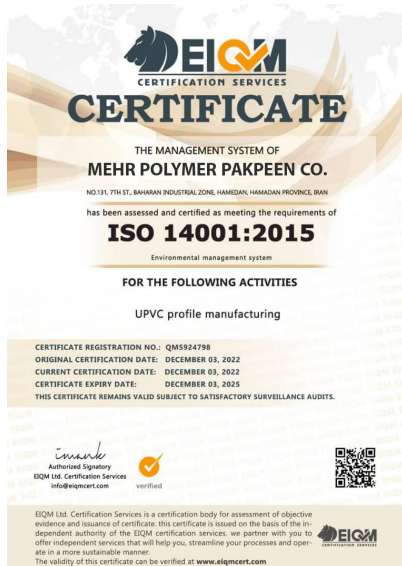 EIQM
CERTIFICATION SERVICES
CERTIFICATE
THE MANAGEMENT SYSTEM OF
MEHR POLYMER PAKPEEN CO.
NO.131, 7TH ST., BAHARAN INDUSTRIAL ZONE, HAMEDAN, HAMADAN PROVINCE, IRAN
has been assessed and certified as meeting the requirements of
ISO 14001:2015
Environmental management system
FOR THE FOLLOWING ACTIVITIES
UPVC profile manufacturing
CERTIFICATE REGISTRATION NO.: QM5924798
ORIGINAL CERTIFICATION DATE: DECEMBER 03, 2022
CURRENT CERTIFICATION DATE: DECEMBER 03, 2022
CERTIFICATE EXPIRY DATE: DECEMBER 03, 2025
THIS CERTIFICATE REMAINS VALID SUBJECT TO SATISFACTORY SURVEILLANCE AUDITS.
Authorized Signatory
EIQM Ltd. Certification Services
info@eiqmcert.com
verified
EIQM Ltd. Certification Services is a certification body for assessment of objective
evidence and issuance of certificate. this certificate is issued on the basis of the in-
dependent authority of the EIQM certification services. we partner with you to
offer independent services that will help you, streamline your processes and oper-
ate in a more sustainable manner.
The validity of this certificate can be verified at www.eiqmcert.com
EIQM
CERTIFICATION SERVICES